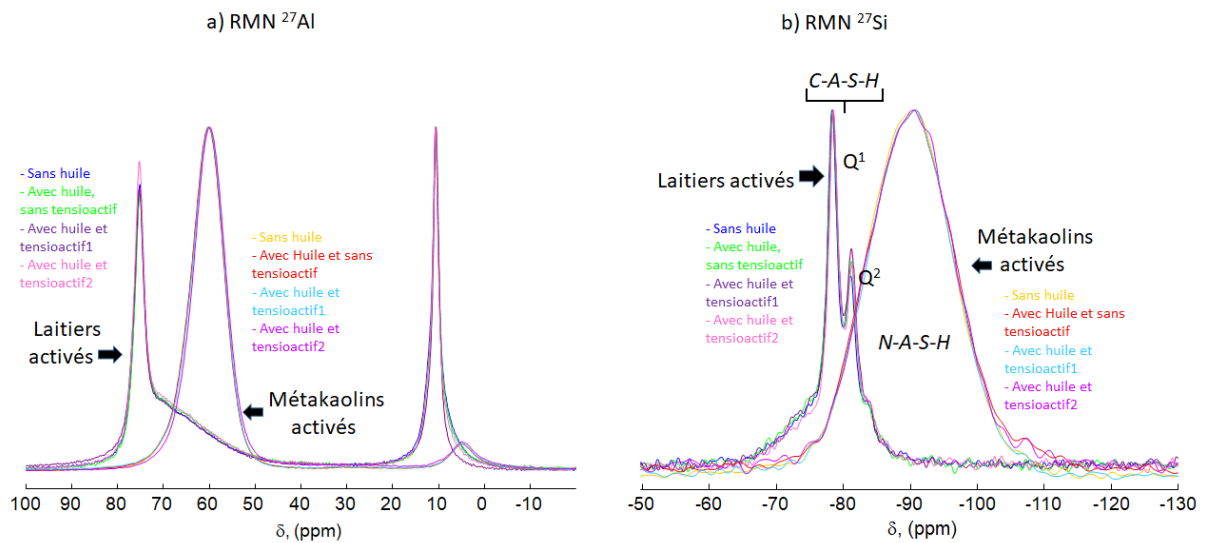 a) RMN 27Al
- Sans huile
- Avec huile,
sans tensioactif
- Avec huile et
tensioactif1
- Avec huile et
tensioactif2
Laitiers
activés
- Sans huile
- Avec Huile et sans
tensioactif
- Avec huile et
tensioactif1
- Avec huile et
tensioactif2
Métakaolins
activés
100 90 80 70 60 50 40 30 20 10 0 -10
δ, (ppm)
b) RMN 27Si
C-A-S-H
Q1
Laitiers activés
- Sans huile
- Avec huile,
sans tensioactif
- Avec huile et
tensioactif1
- Avec huile et
tensioactif2
Q2
N-A-S-H
Métakaolins
activés
- Sans huile
- Avec Huile et sans
tensioactif
- Avec huile et
tensioactif1
- Avec huile et
tensioactif2
-50 -60 -70 -80 -90 -100 -110 -120 -130
δ, (ppm)